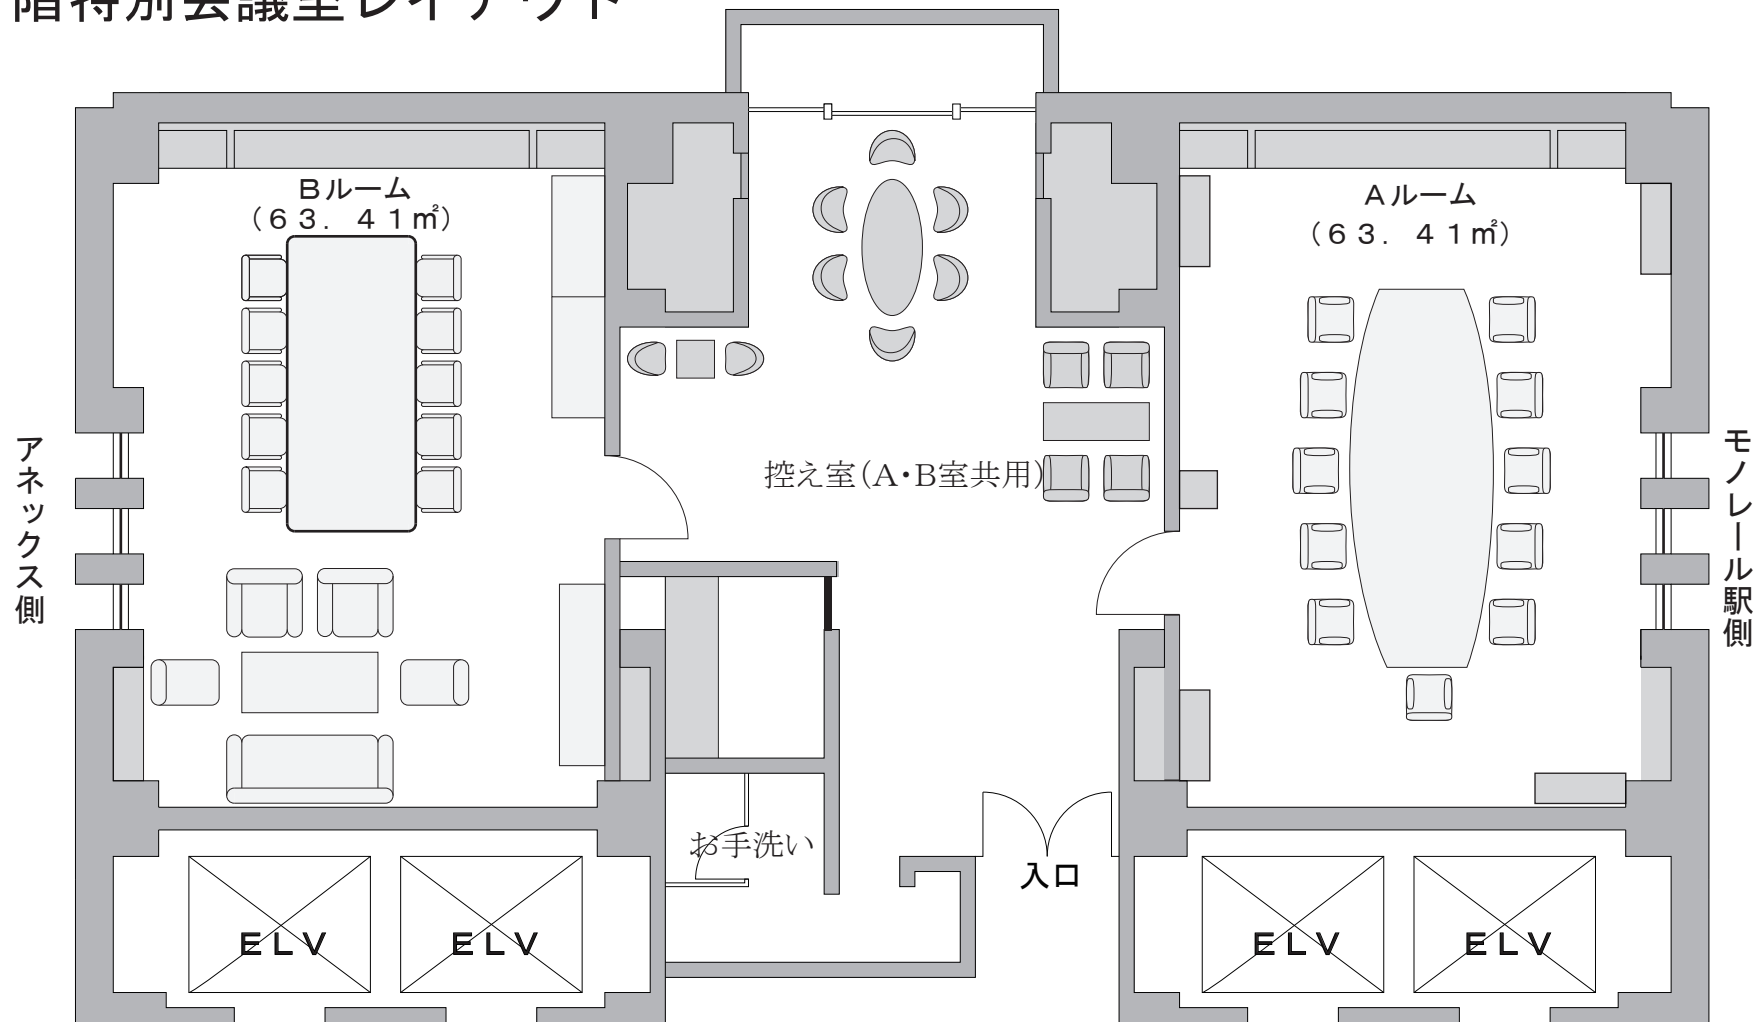 階特別会議室レイアウト
Bルーム
（63．41㎡）
Aルーム
（63．41㎡）
アネックス側
控え室（A・B室共用）
モノレール駅側
お手洗い
入口
ELV
ELV
ELV
ELV